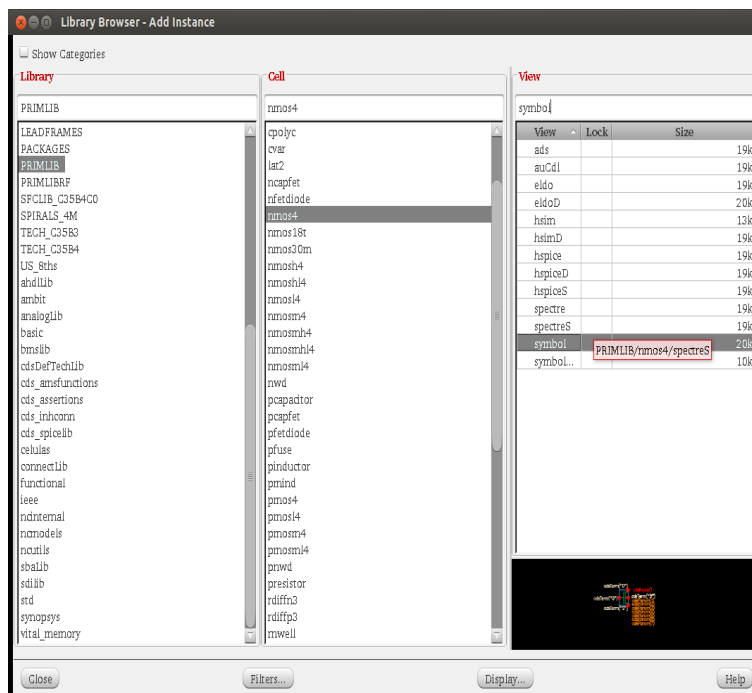 Library Browser - Add Instance
Show Categories
Library
PRIMLIB
LEADFRAMES
PACKAGES
PRIMLIB
PRIMLIBRF
SFCLIB_C35B4C0
SPIRALS_4M
TECH_C35B3
TECH_C35B4
US_8ths
ahdlLib
ambit
analogLib
basic
bmslib
cdsDefTechLib
cds_amsfunctions
cds_assertions
cds_inhconn
cds_spicelib
celulas
connectLib
functional
ieee
ncinternal
ncmodels
ncutils
sbaLib
sdilib
std
synopsys
vital_memory
Cell
nmos4
cpolyc
cvar
lat2
ncapfet
nfetdiode
nmos4
nmos18t
nmos30m
nmosh4
nmoshl4
nmosl4
nmosm4
nmosmh4
nmosmhl4
nmosml4
nwd
pcapacitor
pcapfet
pfetdiode
pfuse
pinductor
pmind
pmos4
pmosl4
pmosm4
pmosml4
pnwd
presistor
rdiffn3
rdiffp3
rnwell
View
symbol
View Lock Size
ads 19k
auCdl 19k
eldo 19k
eldoD 20k
hsim 13k
hsimD 19k
hspice 19k
hspiceD 19k
hspiceS 19k
spectre 19k
spectreS 19k
symbol 20k
PRIMLIB/nmos4/spectreS
symbol... 10k
Close
Filters...
Display...
Help